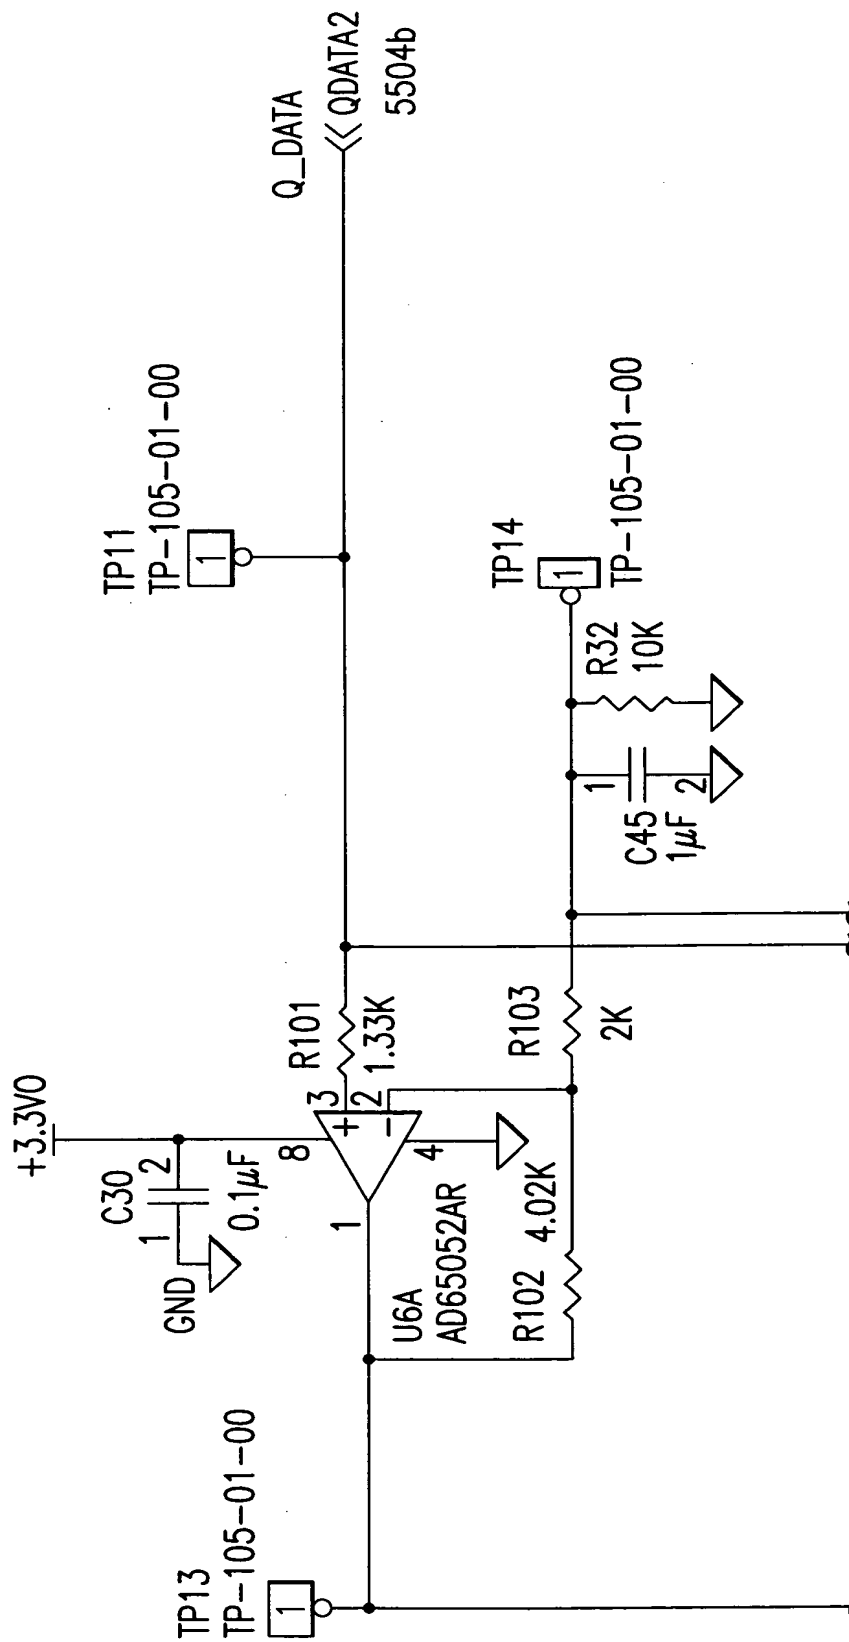 Q_DATA
QDATA2
5504b
TP11
TP-105-01-00
1
TP14
1
TP-105-01-00
R32
10K
1
2
C45
1µF
R101
1.33K
R103
2K
+3.3V0
C30
1
2
0.1µF
GND
8
3
+
2
-
4
1
U6A
AD65052AR
R102
4.02K
TP13
TP-105-01-00
1